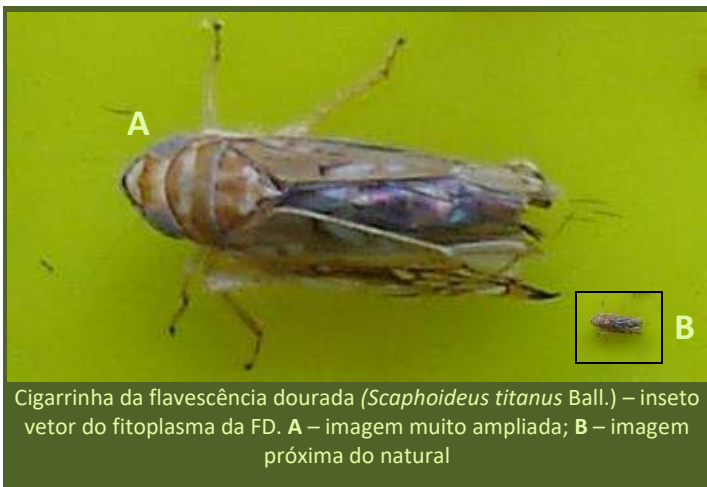 A
B
Cigarrinha da flavescência dourada (Scaphoideus titanus Ball.) – inseto
vetor do fitoplasma da FD. A – imagem muito ampliada; B – imagem
próxima do natural